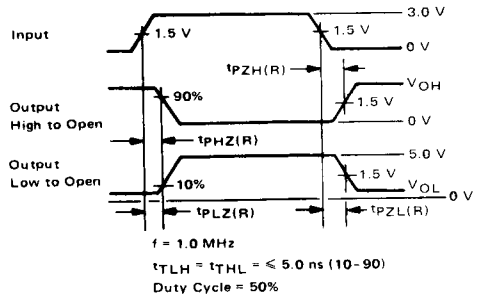 3.0 V
Input
1.5 V
1.5 V
0 V
tPZH(R)
VOH
90%
Output
High to Open
1.5 V
0 V
tPHZ(R)
Output
Low to Open
5.0 V
10%
1.5 V
VOL
0 V
tPLZ(R)
tPZL(R)
f = 1.0 MHz
tTLH = tTHL = ≤ 5.0 ns (10-90)
Duty Cycle = 50%